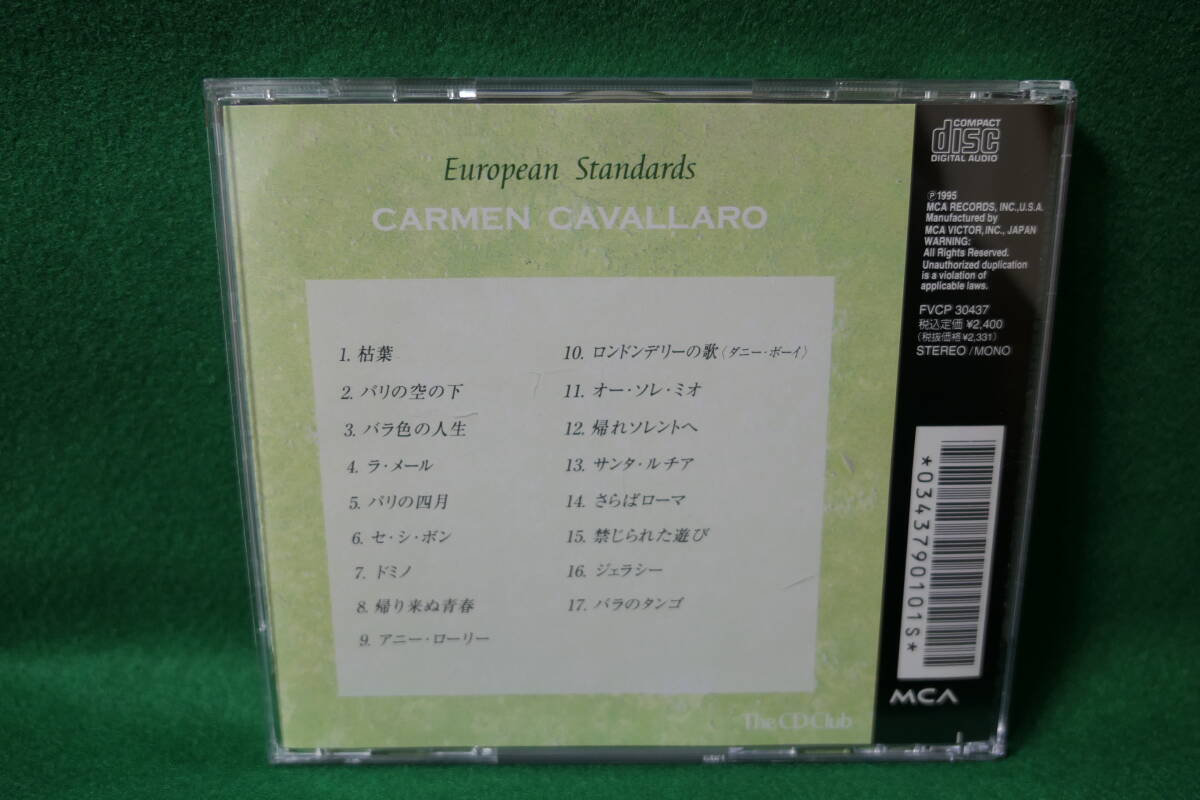 European Standards
CARMEN CAVALLARO
1. 枯葉
2. パリの空の下
3. バラ色の人生
4. ラ・メール
5. パリの四月
6. セ・シ・ボン
7. ドミノ
8. 帰り来ぬ青春
9. アニー・ローリー
10. ロンドンデリーの歌〈ダニー・ボーイ〉
11. オー・ソレ・ミオ
12. 帰れソレントへ
13. サンタ・ルチア
14. さらばローマ
15. 禁じられた遊び
16. ジェラシー
17. バラのタンゴ
The CD Club
COMPACT
disc
DIGITAL AUDIO
Ⓟ1995
MCA RECORDS, INC.,U.S.A.
Manufactured by
MCA VICTOR, INC., JAPAN
WARNING:
All Rights Reserved.
Unauthorized duplication
is a violation of
applicable laws.
FVCP 30437
税込定価 ¥2,400
(税抜価格¥2,331)
STEREO/MONO
*0343790101S*
MCA